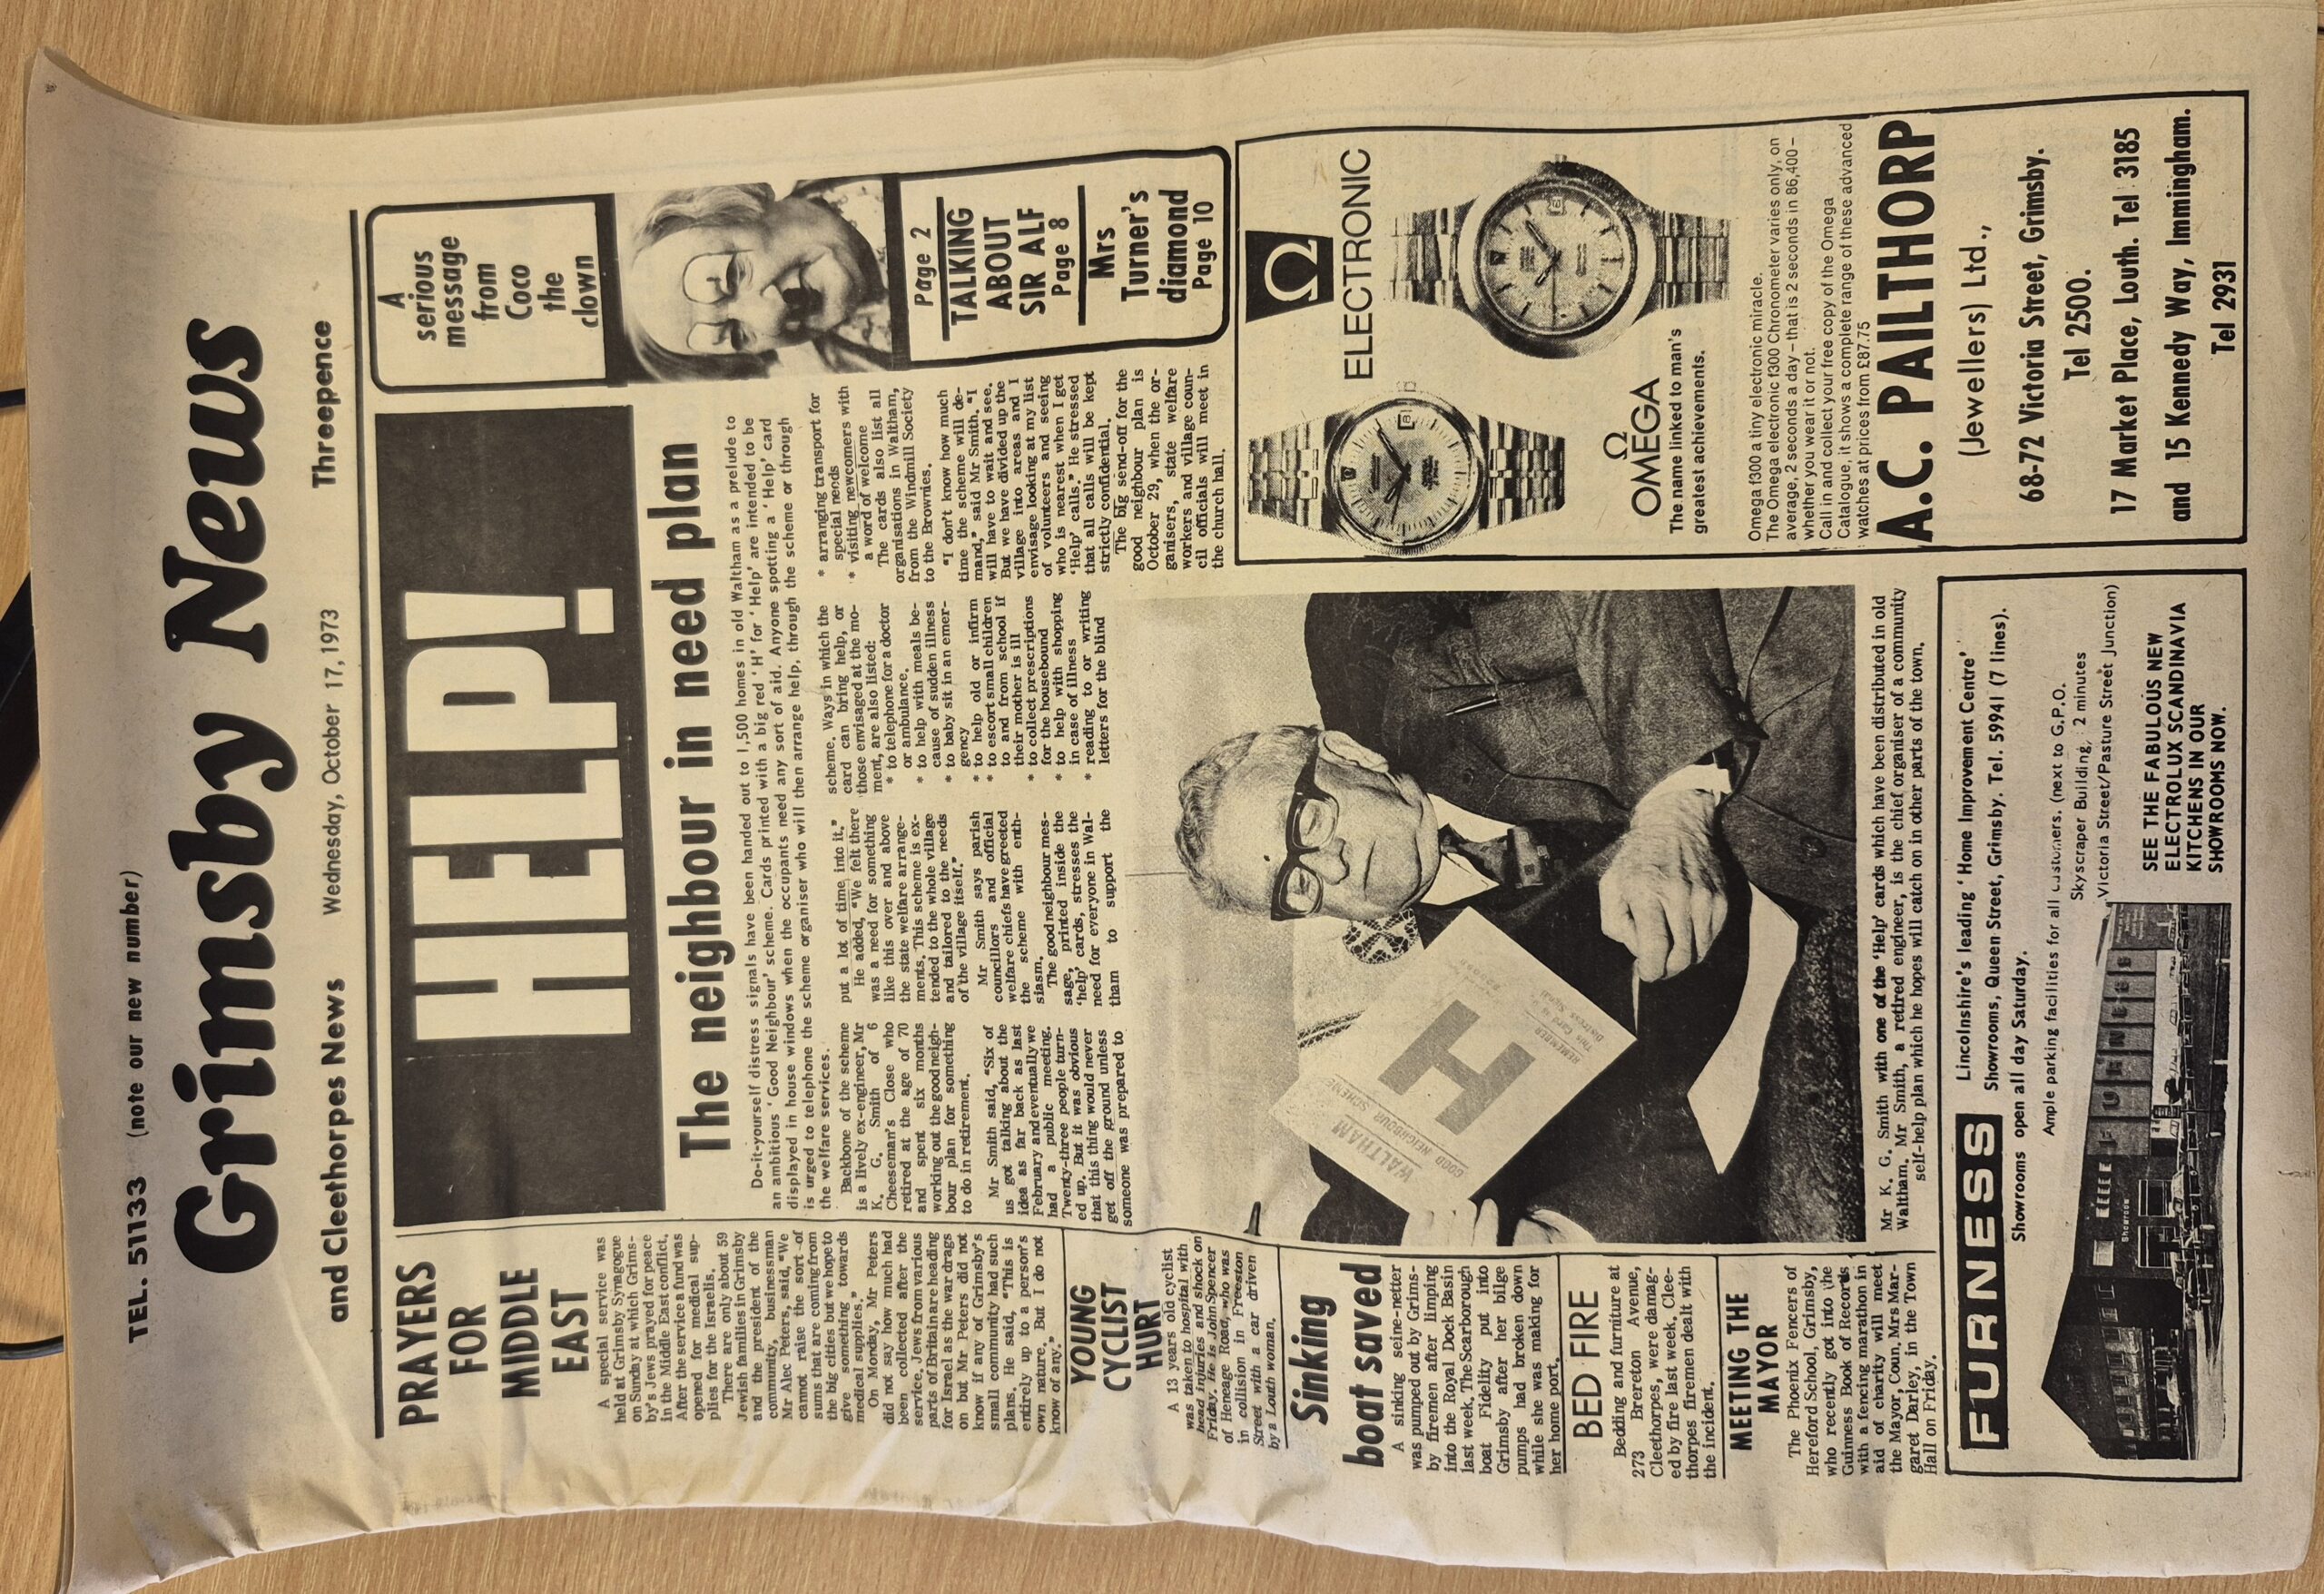 TEL. 51133 (note our new number)
Grimsby News
and Cleethorpes News
Wednesday, October 17, 1973
Threepence
PRAYERS
FOR
MIDDLE
EAST
A special service was
held at Grimsby Synagogue
on Sunday at which Grims-
by's Jews prayed for peace
in the Middle East conflict.
After the service a fund was
opened for medical sup-
plies for the Israelis.
There are only about 59
Jewish families in Grimsby
and the president of the
community, businessman
Mr Alec Peters, said, "We
cannot raise the sort of
sums that are coming from
the big cities but we hope to
give something towards
medical supplies."
On Monday, Mr Peters
did not say how much had
been collected after the
service. Jews from various
parts of Britain are heading
for Israel as the war drags
on but Mr Peters did not
know if any of Grimsby's
small community had such
plans. He said, "This is
entirely up to a person's
own nature. But I do not
know of any."
YOUNG
CYCLIST
HURT
A 13 years old cyclist
was taken to hospital with
head injuries and shock on
Friday. He is John Spencer
of Heneage Road, who was
in collision in Freeston
Street with a car driven
by a Louth woman.
Sinking
boat saved
A sinking seine-netter
was pumped out by Grims-
by firemen after limping
into the Royal Dock Basin
last week. The Scarborough
boat Fidelity put into
Grimsby after her bilge
pumps had broken down
while she was making for
her home port.
BED FIRE
Bedding and furniture at
273 Brereton Avenue,
Cleethorpes, were damag-
ed by fire last week. Clee-
thorpes firemen dealt with
the incident.
MEETING THE
MAYOR
The Phoenix Fencers of
Hereford School, Grimsby,
who recently got into the
Guinness Book of Records
with a fencing marathon in
aid of charity will meet
the Mayor, Coun. Mrs Mar-
garet Darley, in the Town
Hall on Friday.
HELP!
The neighbour in need plan
Do-it-yourself distress signals have been handed out to 1,500 homes in old Waltham as a prelude to
an ambitious 'Good Neighbour' scheme. Cards printed with a big red 'H' for 'Help' are intended to be
displayed in house windows when the occupants need any sort of aid. Anyone spotting a 'Help' card
is urged to telephone the scheme organiser who will then arrange help, through the scheme or through
the welfare services.
Backbone of the scheme
is a lively ex-engineer, Mr
K. G. Smith of 6
Cheeseman's Close who
retired at the age of 70
and spent six months
working out the good neigh-
bour plan for something
to do in retirement.
Mr Smith said, "Six of
us got talking about the
idea as far back as last
February and eventually we
had a public meeting.
Twenty-three people turn-
ed up. But it was obvious
that this thing would never
get off the ground unless
someone was prepared to
put a lot of time into it."
He added, "We felt there
was a need for something
like this over and above
the state welfare arrange-
ments. This scheme is ex-
tended to the whole village
and tailored to the needs
of the village itself."
Mr Smith says parish
councillors and official
welfare chiefs have greeted
the scheme with enth-
siasm.
The good neighbour mes-
sage, printed inside the
'help' cards, stresses the
need for everyone in Wal-
tham to support the
scheme. Ways in which the
card can bring help, or
those envisaged at the mo-
ment, are also listed:
* to telephone for a doctor
or ambulance.
* to help with meals be-
cause of sudden illness
* to baby sit in an emer-
gency
* to help old or infirm
* to escort small children
to and from school if
their mother is ill
* to collect prescriptions
for the housebound
* to help with shopping
in case of illness
* reading to or writing
letters for the blind
* arranging transport for
special needs
* visiting newcomers with
a word of welcome
The cards also list all
organisations in Waltham,
from the Windmill Society
to the Brownies.
"I don't know how much
time the scheme will de-
mand," said Mr Smith. "I
will have to wait and see.
But we have divided up the
village into areas and I
envisage looking at my list
of volunteers and seeing
who is nearest when I get
'Help' calls." He stressed
that all calls will be kept
strictly confidential.
The big send-off for the
good neighbour plan is
October 29, when the or-
ganisers, state welfare
workers and village coun-
cil officials will meet in
the church hall.
WALTHAM
GOOD NEIGHBOUR SCHEME
H
REMEMBER
This Card is a
Distress Signal
Mr K. G. Smith with one of the 'Help' cards which have been distributed in old
Waltham. Mr Smith, a retired engineer, is the chief organiser of a community
self-help plan which he hopes will catch on in other parts of the town.
A
serious
message
from
Coco
the
clown
Page 2
TALKING
ABOUT
SIR ALF
Page 8
Mrs
Turner's
diamond
Page 10
Ω
ELECTRONIC
Ω
OMEGA
The name linked to man's
greatest achievements.
Omega f300 a tiny electronic miracle.
The Omega electronic f300 Chronometer varies only, on
average, 2 seconds a day – that is 2 seconds in 86,400 –
whether you wear it or not.
Call in and collect your free copy of the Omega
Catalogue, it shows a complete range of these advanced
watches at prices from £87.75
A.C. PAILTHORP
(Jewellers) Ltd.,
68-72 Victoria Street, Grimsby.
Tel 2500.
17 Market Place, Louth. Tel 3185
and 15 Kennedy Way, Immingham.
Tel 2931
FURNESS
Lincolnshire's leading 'Home Improvement Centre'
Showrooms, Queen Street, Grimsby. Tel. 59941 (7 lines).
Showrooms open all day Saturday.
Ample parking facilities for all customers, (next to G.P.O.
Skyscraper Building, 2 minutes
Victoria Street/Pasture Street Junction)
FURNESS
Showroom
SEE THE FABULOUS NEW
ELECTROLUX SCANDINAVIA
KITCHENS IN OUR
SHOWROOMS NOW.